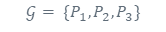 𝒢 = {P₁,P₂,P₃}